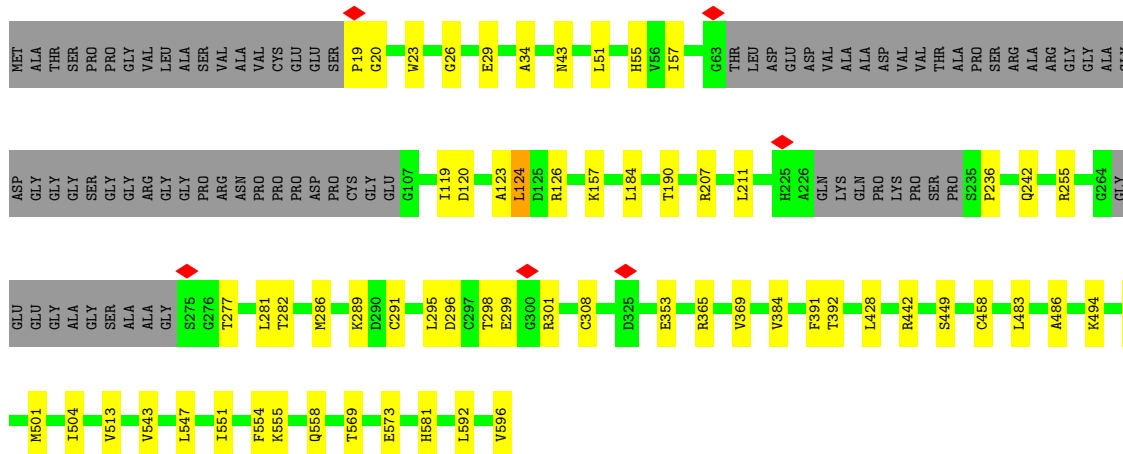 MET ALA THR SER PRO PRO GLY VAL LEU ALA SER VAL ALA VAL CYS GLU GLU SER P19 G20 W23 G26 E29 A34 N43 L51 H55 V56 I57 G63 THR LEU ASP GLU ASP VAL ALA ALA ASP VAL VAL THR ALA PRO SER ARG ALA ARG GLY GLY ALA
ASP GLY GLY GLY SER GLY GLY ARG GLY GLY PRO ARG ASN PRO PRO PRO ASP PRO CYS GLY GLU G107 I119 D120 A123 L124 D125 R126 K157 L184 T190 R207 L211 H225 A226 GLN LYS GLN PRO LYS PRO SER PRO S235 P236 Q242 R255 G264 GLY
GLU GLU GLY ALA GLY SER ALA ALA GLY S275 G276 T277 L281 T282 M286 K289 D290 C291 L295 D296 C297 T298 E299 G300 R301 C308 D325 E353 R365 V369 V384 F391 T392 L428 R442 S449 C458 L483 A486 K494
M501 I504 V513 V543 L547 I551 F554 K555 Q558 T569 E573 H581 L592 V596